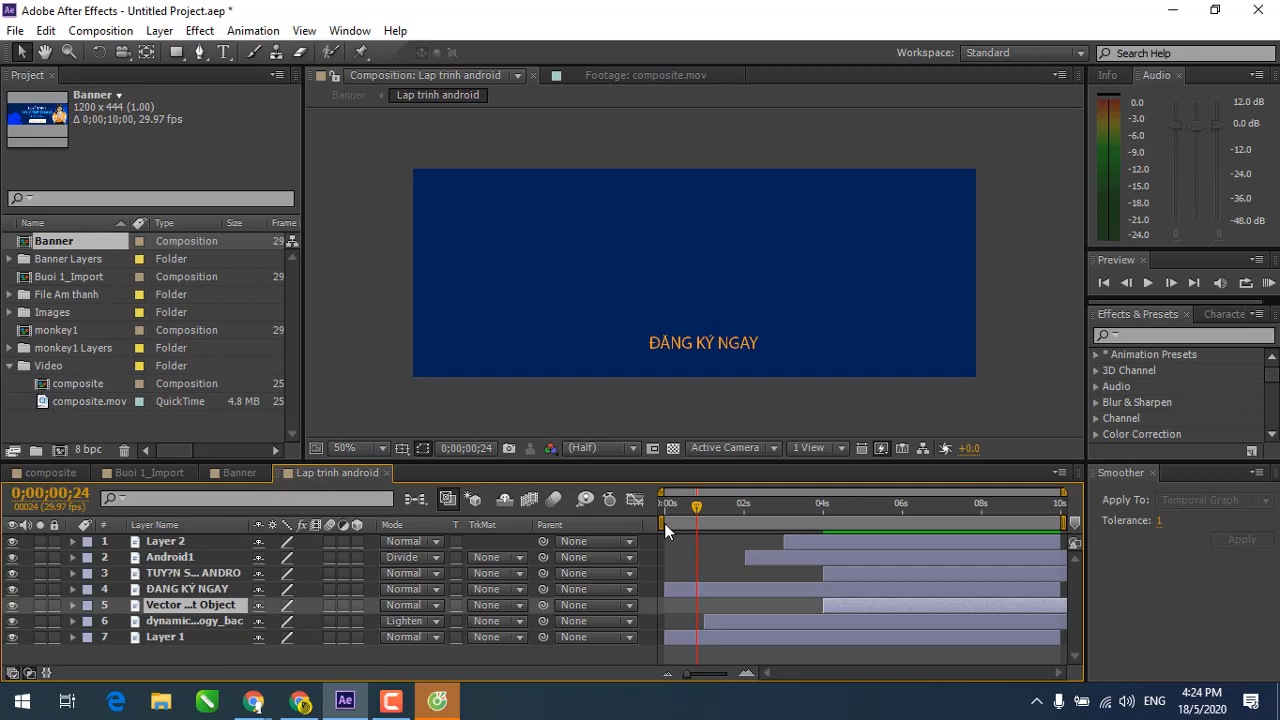 Ae Adobe After Effects - Untitled Project.aep *
File Edit Composition Layer Effect Animation View Window Help
Workspace: Standard Search Help
Project
Banner
1200 x 444 (1.00)
Δ 0;00;10;00, 29.97 fps
Name Type Size Frame
Banner Composition 29
Banner Layers Folder
Buoi 1_Import Composition 29
File Am thanh Folder
Images Folder
monkey1 Composition 29
monkey1 Layers Folder
Video Folder
composite Composition 25
composite.mov QuickTime 4.8 MB 25
8 bpc
Composition: Lap trinh android Footage: composite.mov
Banner Lap trinh android
ĐĂNG KÝ NGAY
50% 0;00;00;24 (Half) Active Camera 1 View +0.0
Info Audio
0.0
-3.0
-6.0
-9.0
-12.0
-15.0
-18.0
-21.0
-24.0
12.0 dB
0.0 dB
-12.0
-24.0
-36.0
-48.0 dB
0 0
Preview
Effects & Presets Characte
* Animation Presets
3D Channel
Audio
Blur & Sharpen
Channel
Color Correction
composite Buoi 1_Import Banner Lap trinh android
0;00;00;24
00024 (29.97 fps)
0:00s 02s 04s 06s 08s 10s
# Layer Name Mode T TrkMat Parent
1 Layer 2 Normal None
2 Android1 Divide None None
3 TUY?N S... ANDRO Normal None None
4 ĐANG KÝ NGAY Normal None None
5 Vector ...t Object Normal None None
6 dynamic...ogy_bac Lighten None None
7 Layer 1 Normal None None
Smoother
Apply To: Temporal Graph
Tolerance: 1
Apply
ENG
4:24 PM
18/5/2020